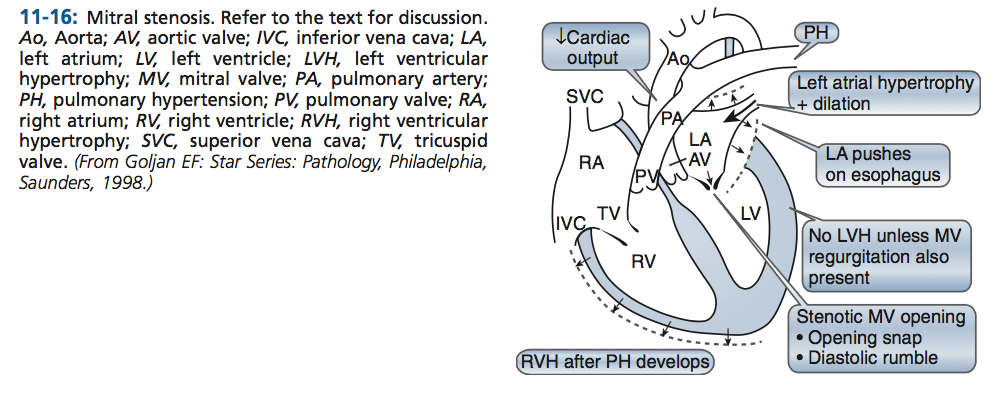 11-16: Mitral stenosis. Refer to the text for discussion.
Ao, Aorta; AV, aortic valve; IVC, inferior vena cava; LA,
left atrium; LV, left ventricle; LVH, left ventricular
hypertrophy; MV, mitral valve; PA, pulmonary artery;
PH, pulmonary hypertension; PV, pulmonary valve; RA,
right atrium; RV, right ventricle; RVH, right ventricular
hypertrophy; SVC, superior vena cava; TV, tricuspid
valve. (From Goljan EF: Star Series: Pathology, Philadelphia,
Saunders, 1998.)
↓Cardiac
output
Ao
PH
Left atrial hypertrophy
+ dilation
SVC
PA
LA
AV
LA pushes
on esophagus
RA
PV
IVC
TV
LV
RV
No LVH unless MV
regurgitation also
present
Stenotic MV opening
• Opening snap
• Diastolic rumble
RVH after PH develops